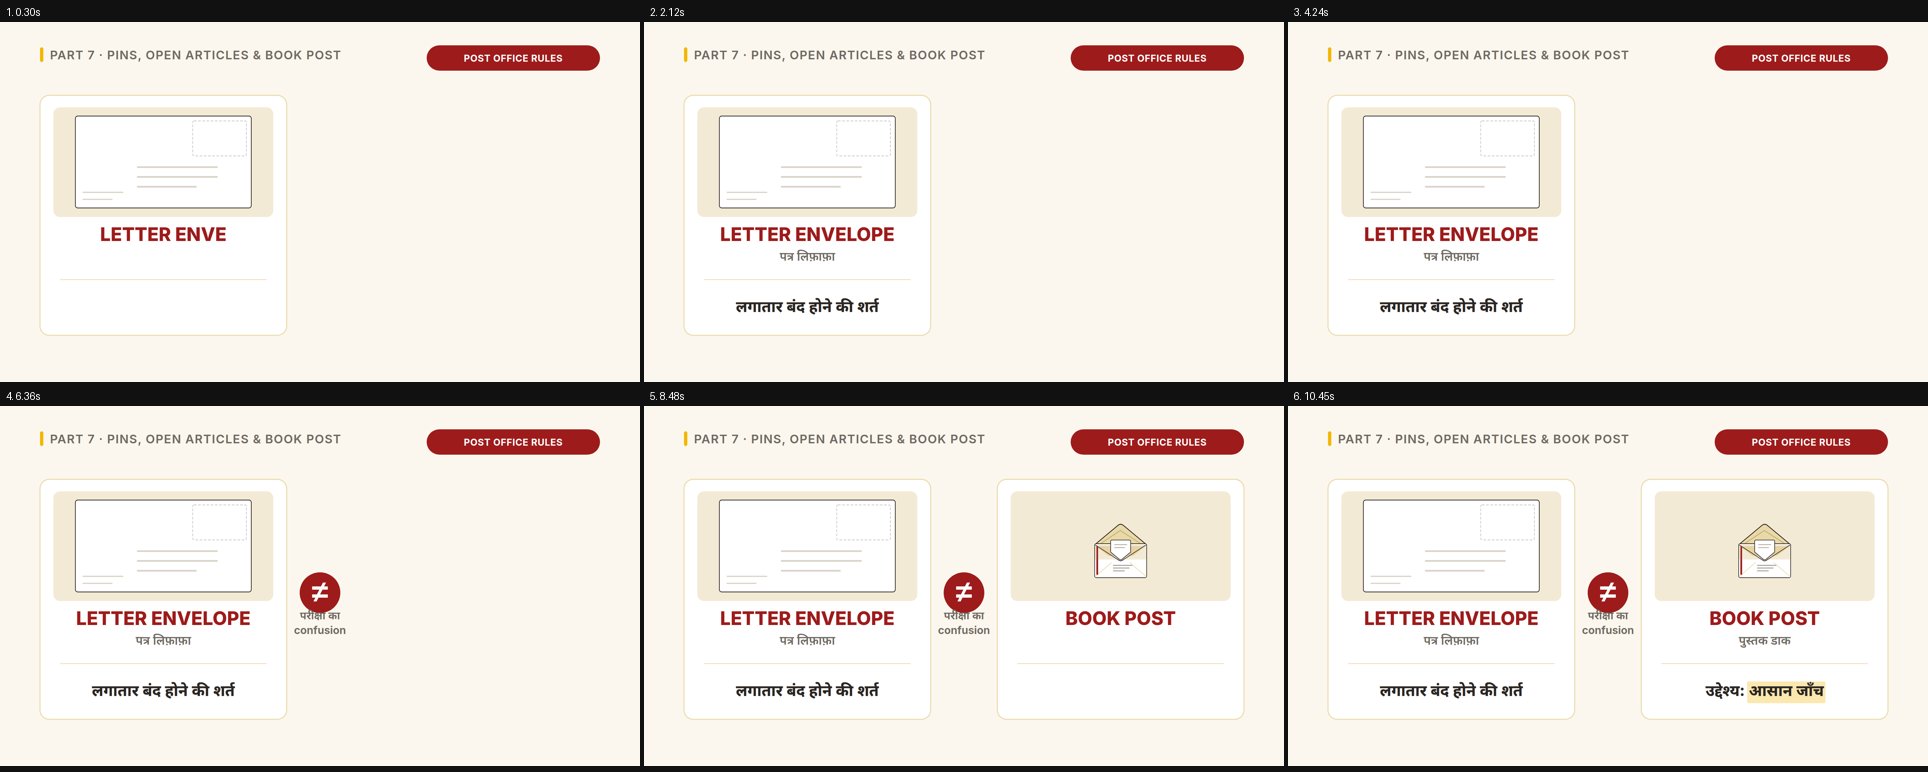 1. 0.30s
PART 7 · PINS, OPEN ARTICLES & BOOK POST
POST OFFICE RULES
LETTER ENVE
2. 2.12s
PART 7 · PINS, OPEN ARTICLES & BOOK POST
POST OFFICE RULES
LETTER ENVELOPE
पत्र लिफ़ाफ़ा
लगातार बंद होने की शर्त
3. 4.24s
PART 7 · PINS, OPEN ARTICLES & BOOK POST
POST OFFICE RULES
LETTER ENVELOPE
पत्र लिफ़ाफ़ा
लगातार बंद होने की शर्त
4. 6.36s
PART 7 · PINS, OPEN ARTICLES & BOOK POST
POST OFFICE RULES
LETTER ENVELOPE
पत्र लिफ़ाफ़ा
लगातार बंद होने की शर्त
≠
परीक्षा का
confusion
5. 8.48s
PART 7 · PINS, OPEN ARTICLES & BOOK POST
POST OFFICE RULES
LETTER ENVELOPE
पत्र लिफ़ाफ़ा
लगातार बंद होने की शर्त
≠
परीक्षा का
confusion
BOOK POST
6. 10.45s
PART 7 · PINS, OPEN ARTICLES & BOOK POST
POST OFFICE RULES
LETTER ENVELOPE
पत्र लिफ़ाफ़ा
लगातार बंद होने की शर्त
≠
परीक्षा का
confusion
BOOK POST
पुस्तक डाक
उद्देश्य: आसान जाँच